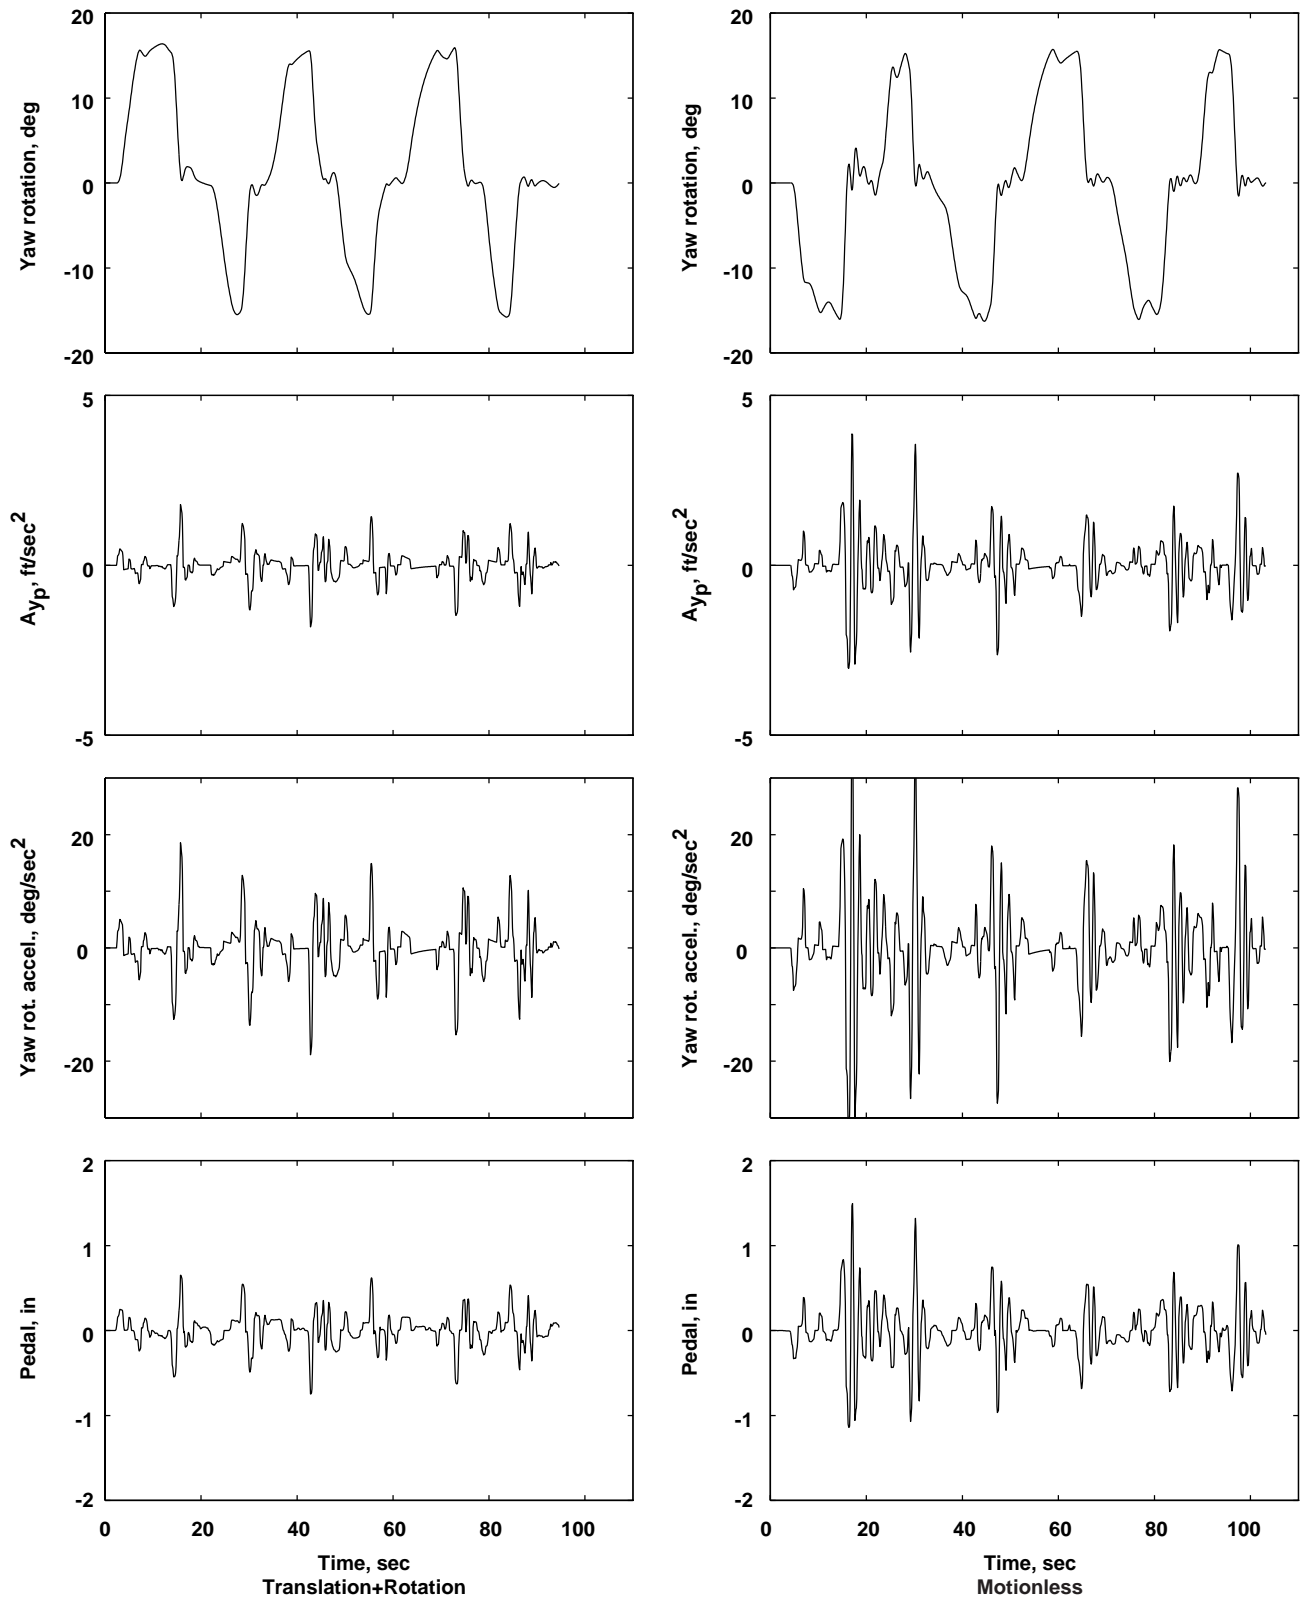 20
10
0
-10
-20
Yaw rotation, deg
20
10
0
-10
-20
Yaw rotation, deg
5
0
-5
Ayp, ft/sec2
5
0
-5
Ayp, ft/sec2
20
0
-20
Yaw rot. accel., deg/sec2
20
0
-20
Yaw rot. accel., deg/sec2
2
1
0
-1
-2
Pedal, in
0 20 40 60 80 100
Time, sec
Translation+Rotation
2
1
0
-1
-2
Pedal, in
0 20 40 60 80 100
Time, sec
Motionless